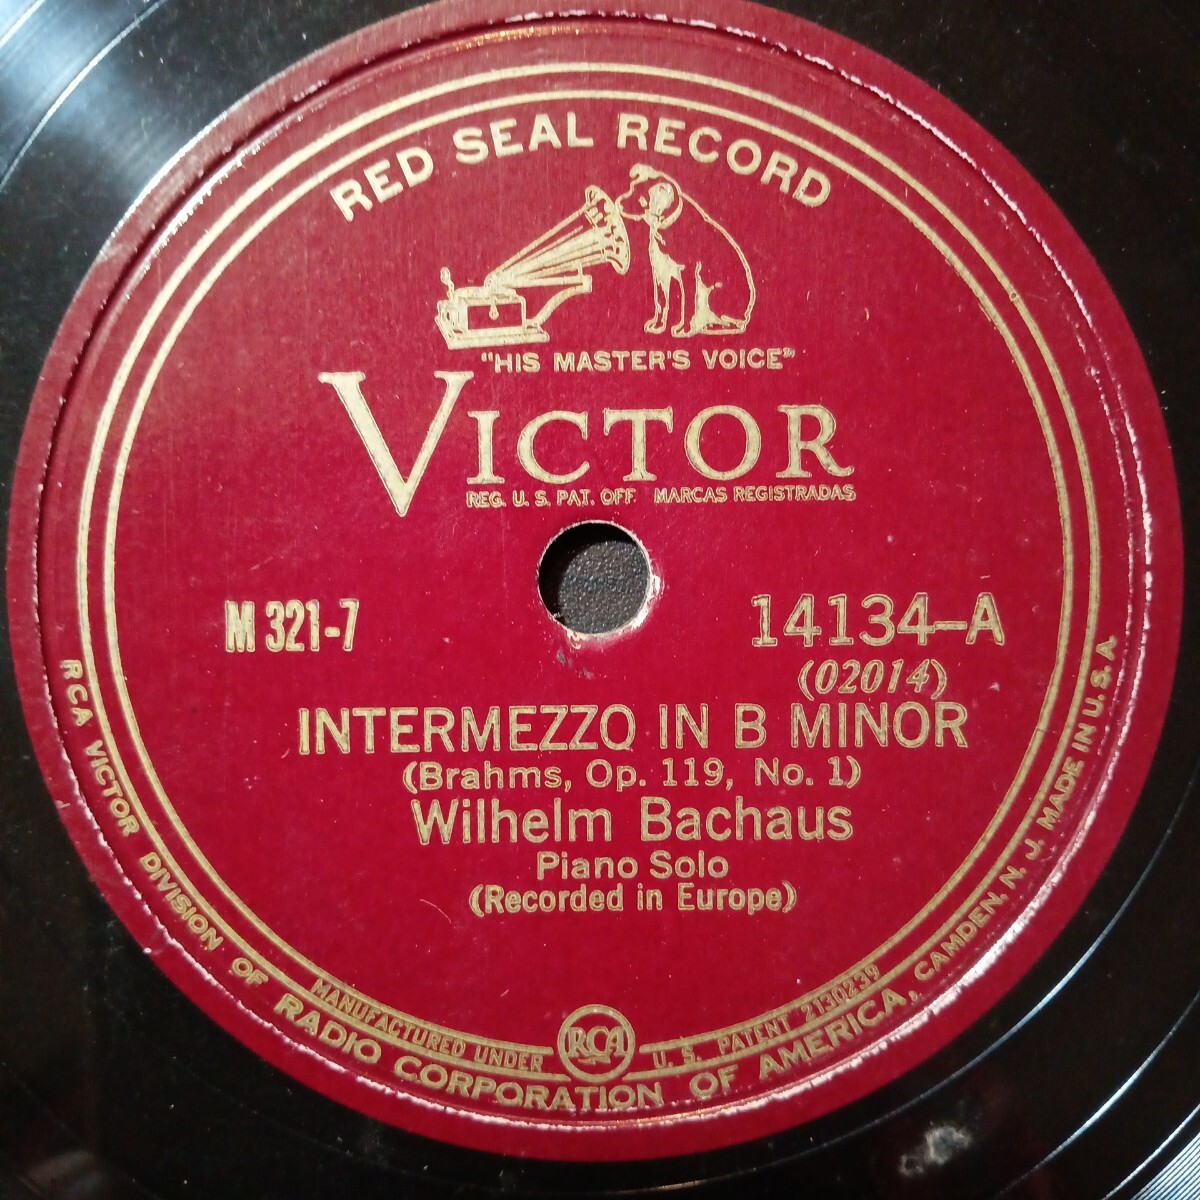 RED SEAL RECORD
"HIS MASTER'S VOICE"
VICTOR
REG. U. S. PAT. OFF. MARCAS REGISTRADAS
M 321-7
14134-A
(02014)
INTERMEZZO IN B MINOR
(Brahms, Op. 119, No. 1)
Wilhelm Bachaus
Piano Solo
(Recorded in Europe)
MANUFACTURED UNDER RCA U. S. PATENT 2130239
RCA VICTOR DIVISION OF RADIO CORPORATION OF AMERICA, CAMDEN, N. J. MADE IN U. S. A.